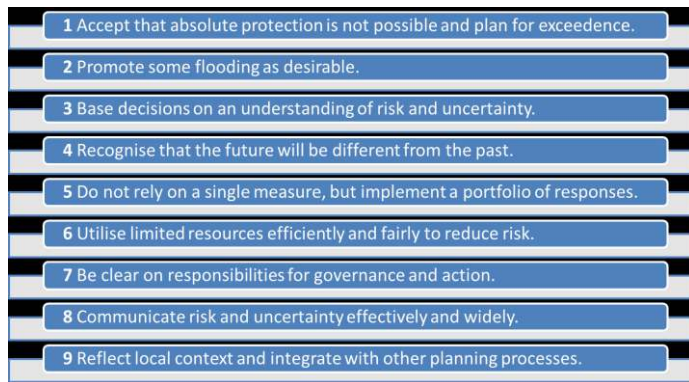 1 Accept that absolute protection is not possible and plan for exceedence.
2 Promote some flooding as desirable.
3 Base decisions on an understanding of risk and uncertainty.
4 Recognise that the future will be different from the past.
5 Do not rely on a single measure, but implement a portfolio of responses.
6 Utilise limited resources efficiently and fairly to reduce risk.
7 Be clear on responsibilities for governance and action.
8 Communicate risk and uncertainty effectively and widely.
9 Reflect local context and integrate with other planning processes.